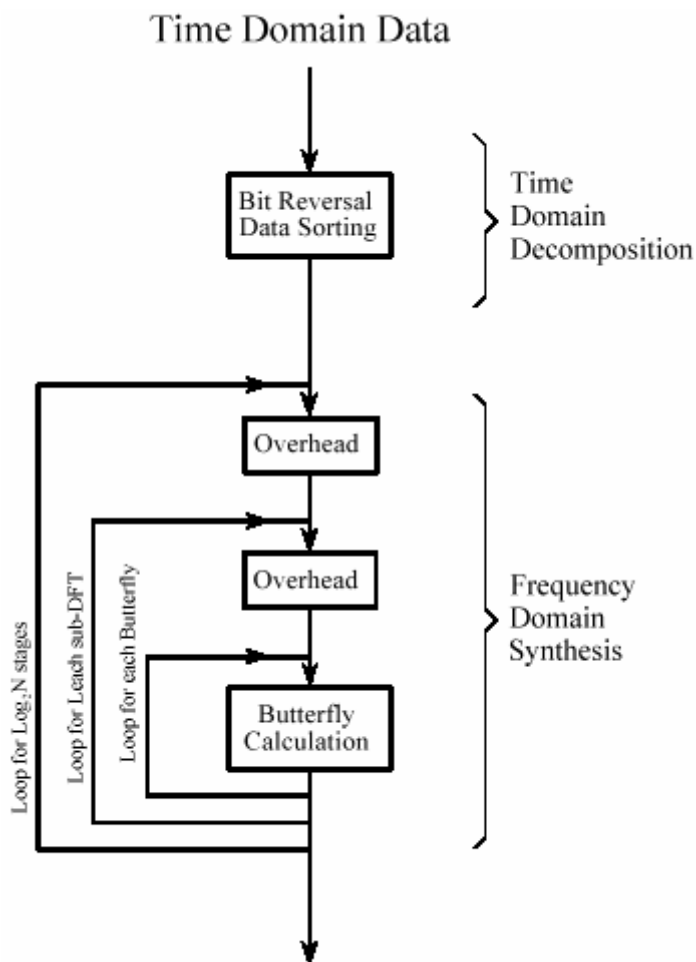 Time Domain Data
Bit Reversal
Data Sorting
Time
Domain
Decomposition
Overhead
Overhead
Butterfly
Calculation
Frequency
Domain
Synthesis
Loop for Log₂N stages
Loop for Leach sub-DFT
Loop for each Butterfly